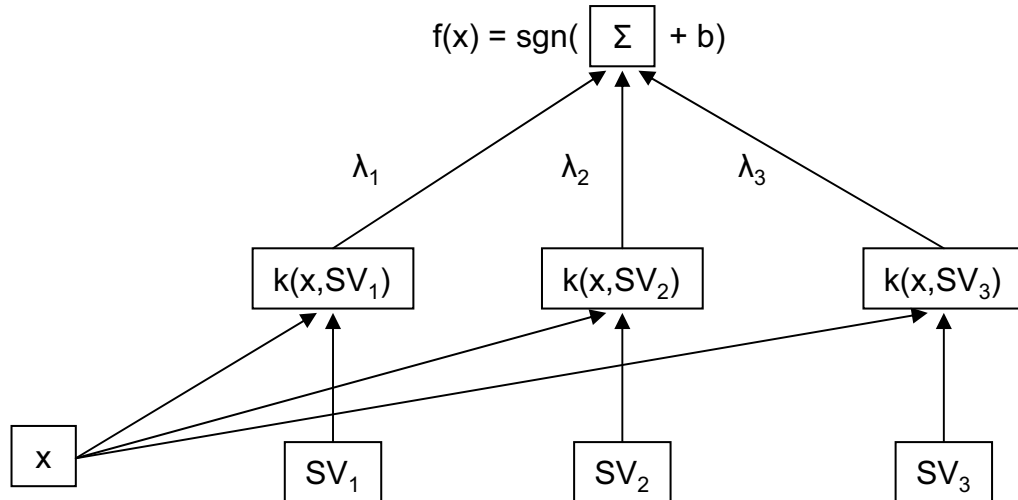 f(x) = sgn( Σ + b)
λ₁ λ₂ λ₃
k(x,SV₁) k(x,SV₂) k(x,SV₃)
x SV₁ SV₂ SV₃